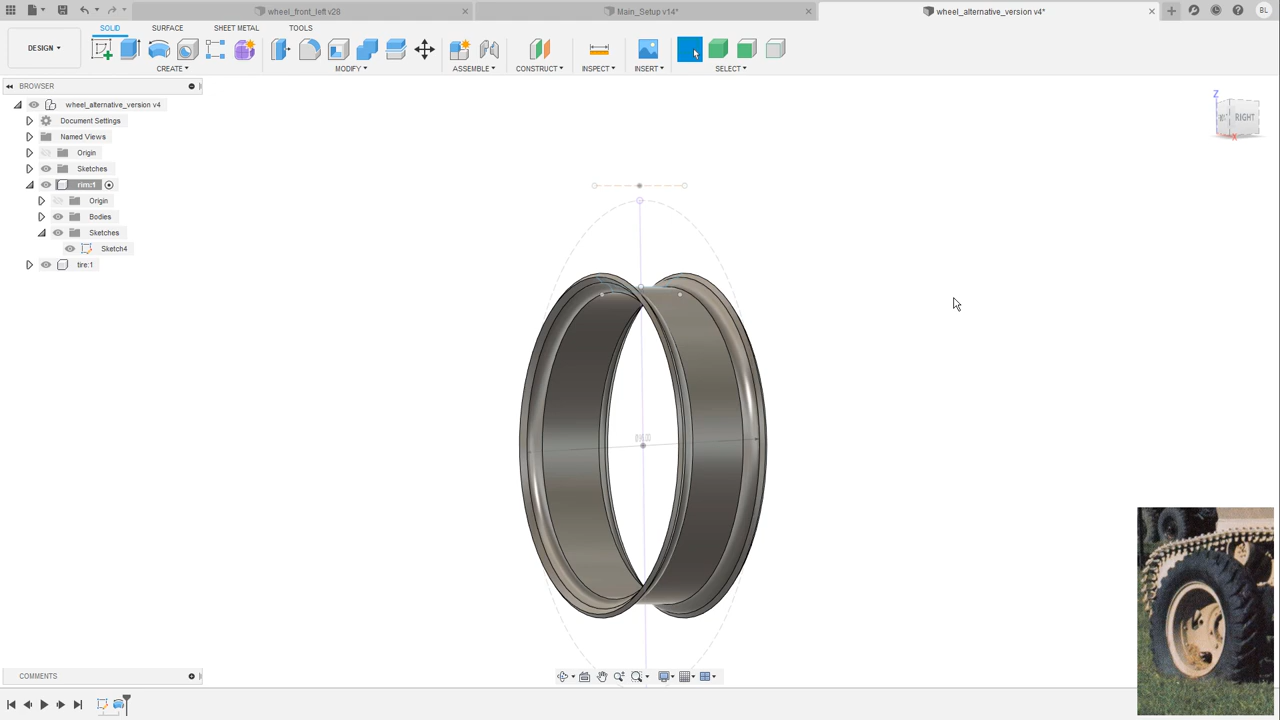 wheel_front_left v28
Main_Setup v14*
wheel_alternative_version v4*
BL
DESIGN
SOLID
SURFACE
SHEET METAL
TOOLS
CREATE
MODIFY
ASSEMBLE
CONSTRUCT
INSPECT
INSERT
SELECT
BROWSER
wheel_alternative_version v4
Document Settings
Named Views
Origin
Sketches
rim:1
Origin
Bodies
Sketches
Sketch4
tire:1
Z
RIGHT
X
COMMENTS